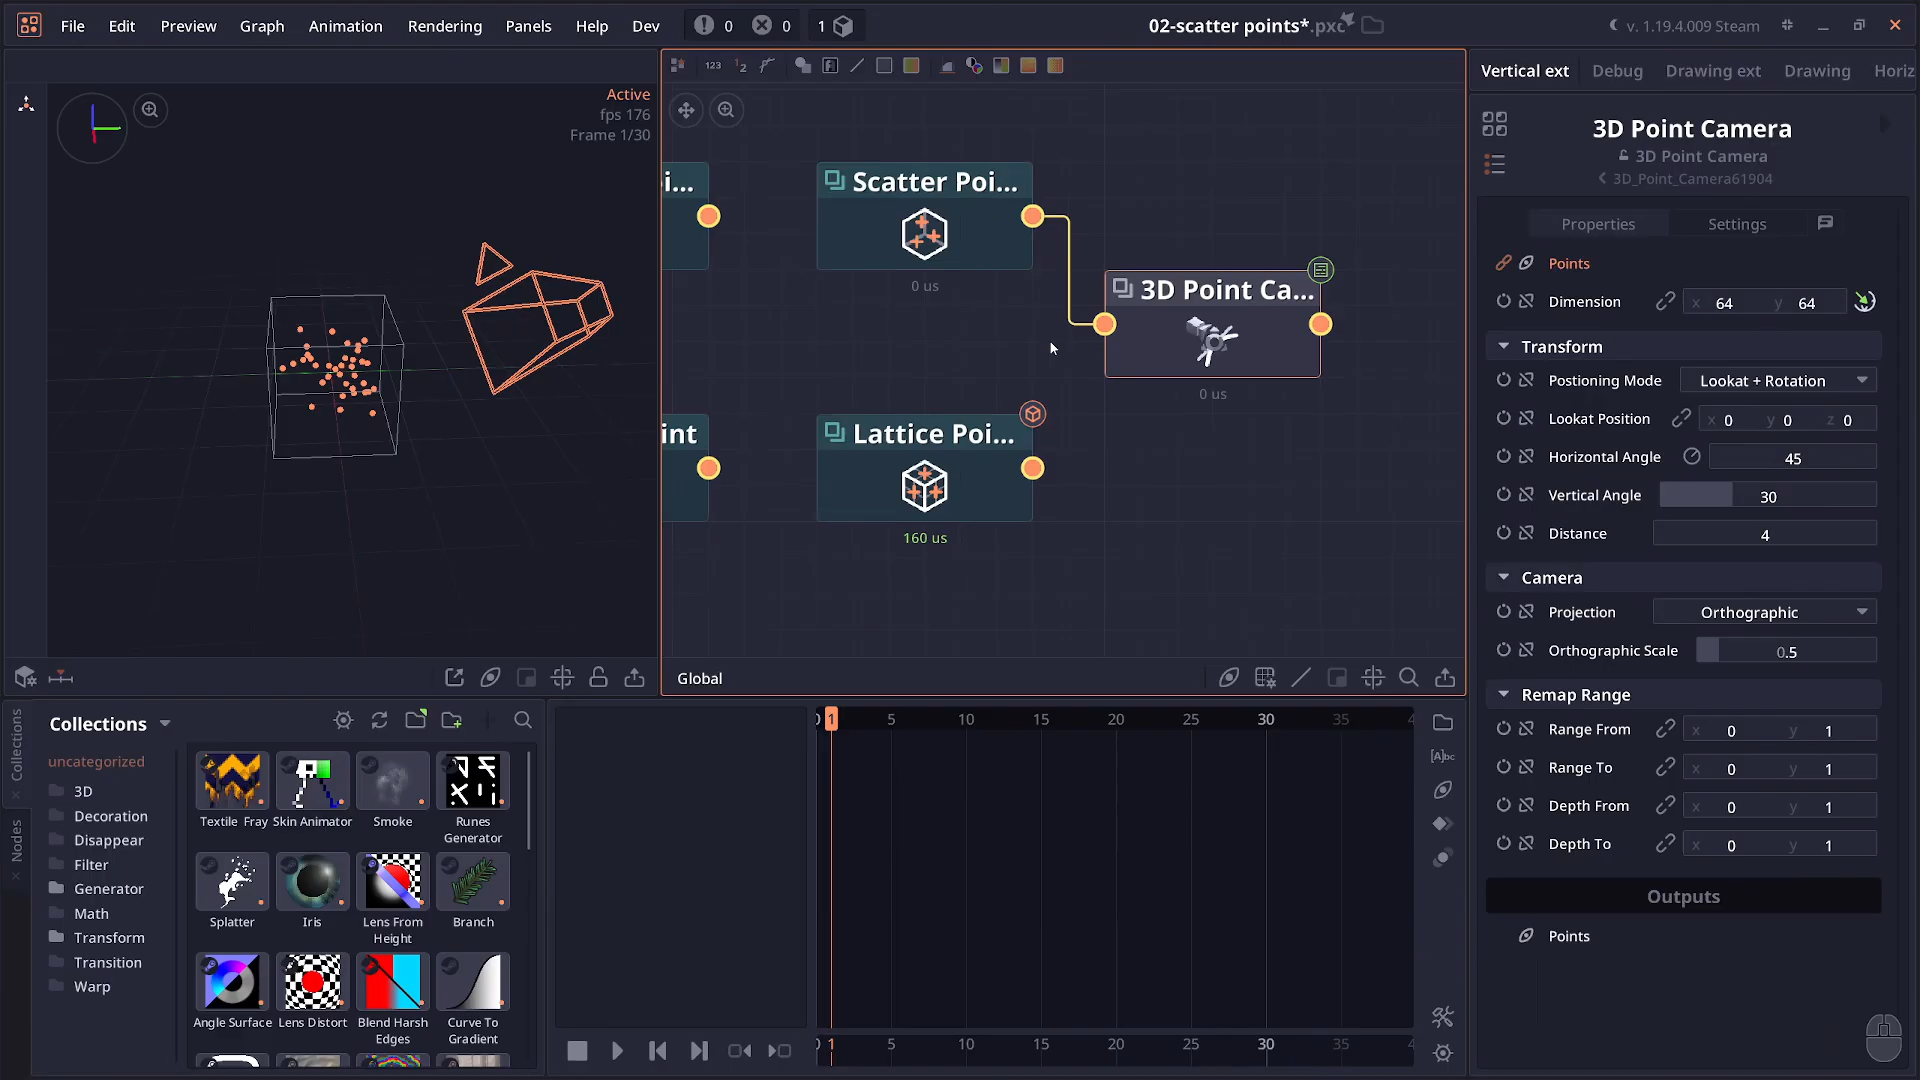 File Edit Preview Graph Animation Rendering Panels Help Dev 0 0 1 02-scatter points*.pxc v. 1.19.4.009 Steam
123
Vertical ext Debug Drawing ext Drawing Horiz
Active
fps 176
Frame 1/30
3D Point Camera
3D Point Camera
3D_Point_Camera61904
Properties Settings
i... Scatter Poi...
0 us
3D Point Ca...
0 us
int Lattice Poi...
160 us
Global
Points
Dimension x 64 y 64
Transform
Postioning Mode Lookat + Rotation
Lookat Position x 0 y 0 z 0
Horizontal Angle 45
Vertical Angle 30
Distance 4
Camera
Projection Orthographic
Orthographic Scale 0.5
Remap Range
Range From x 0 y 1
Range To x 0 y 1
Depth From x 0 y 1
Depth To x 0 y 1
Outputs
Points
Collections
Nodes
Collections
uncategorized
3D
Decoration
Disappear
Filter
Generator
Math
Transform
Transition
Warp
Textile Fray Skin Animator Smoke Runes Generator
Splatter Iris Lens From Height Branch
Angle Surface Lens Distort Blend Harsh Edges Curve To Gradient
1 5 10 15 20 25 30 35
[A]bc
1 5 10 15 20 25 30 35